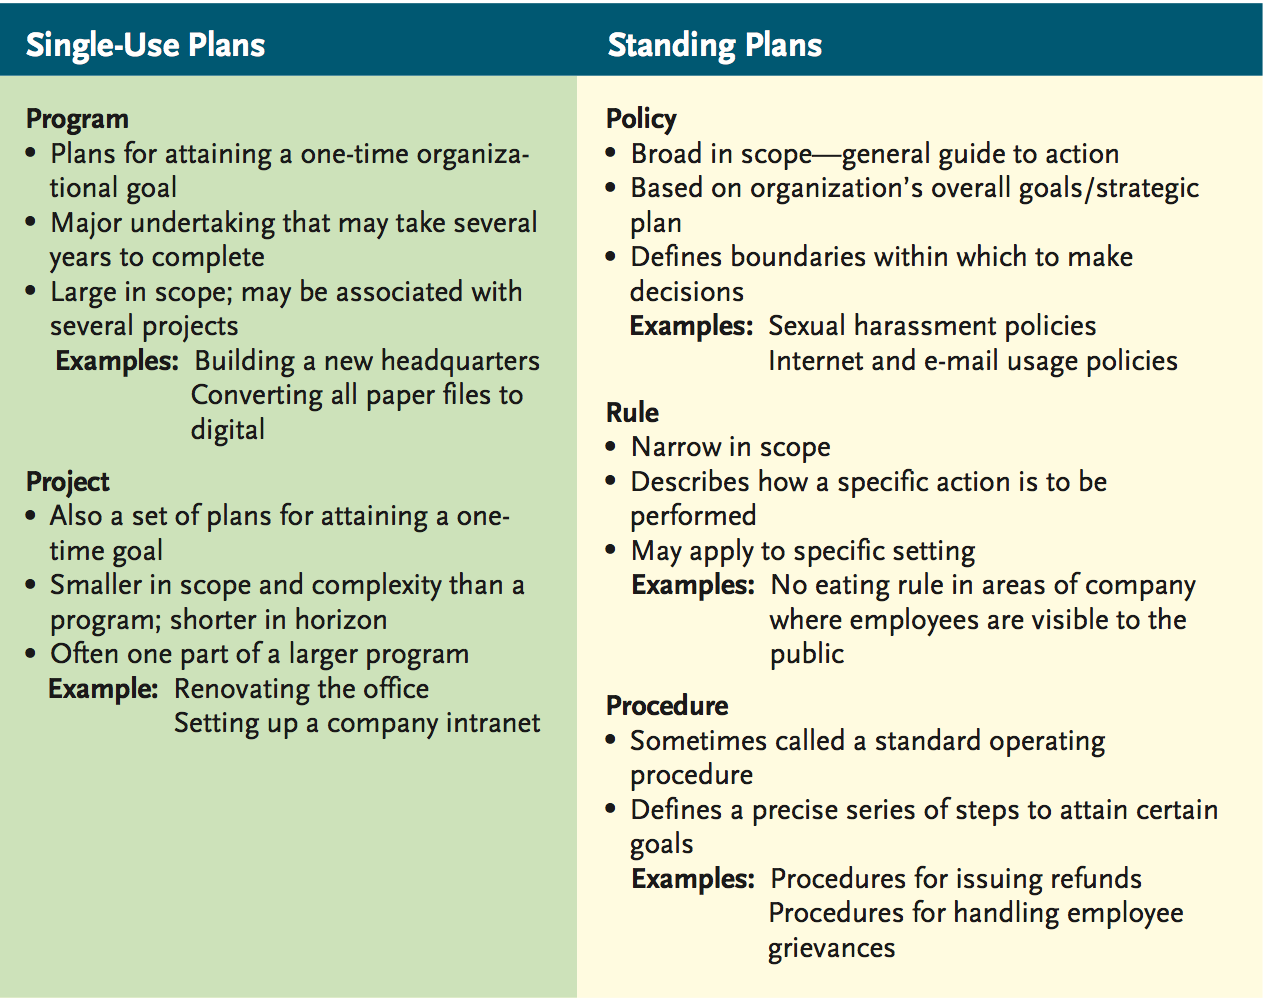 Single-Use Plans
Program
• Plans for attaining a one-time organiza-
tional goal
• Major undertaking that may take several
years to complete
• Large in scope; may be associated with
several projects
Examples: Building a new headquarters
Converting all paper files to
digital
Project
• Also a set of plans for attaining a one-
time goal
• Smaller in scope and complexity than a
program; shorter in horizon
• Often one part of a larger program
Example: Renovating the office
Setting up a company intranet
Standing Plans
Policy
• Broad in scope—general guide to action
• Based on organization’s overall goals/strategic
plan
• Defines boundaries within which to make
decisions
Examples: Sexual harassment policies
Internet and e-mail usage policies
Rule
• Narrow in scope
• Describes how a specific action is to be
performed
• May apply to specific setting
Examples: No eating rule in areas of company
where employees are visible to the
public
Procedure
• Sometimes called a standard operating
procedure
• Defines a precise series of steps to attain certain
goals
Examples: Procedures for issuing refunds
Procedures for handling employee
grievances